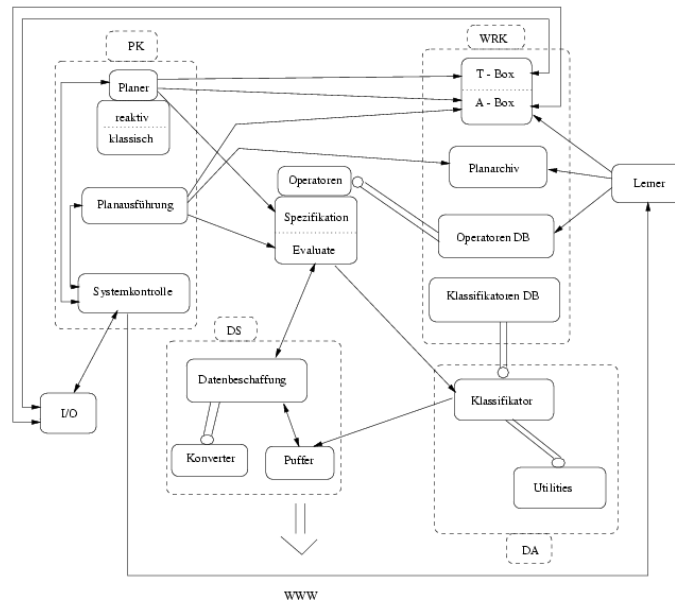 PK
WRK
Planer
reaktiv
klassisch
T - Box
A - Box
Operatoren
Planarchiv
Lerner
Planausführung
Spezifikation
Evaluate
Operatoren DB
Systemkontrolle
Klassifikatoren DB
DS
Datenbeschaffung
I/O
Klassifikator
Konverter
Puffer
Utilities
DA
WWW